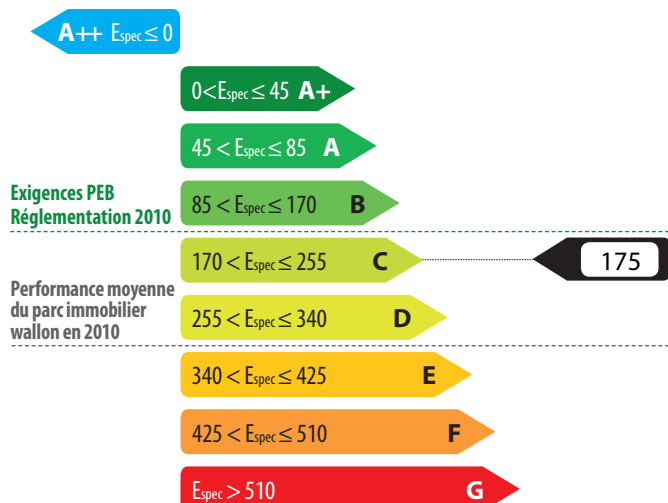 A++ Espec ≤ 0
0<Espec ≤ 45 A+
45 < Espec ≤ 85 A
Exigences PEB
Réglementation 2010
85 < Espec ≤ 170 B
170 < Espec ≤ 255 C
175
Performance moyenne
du parc immobilier
wallon en 2010
255 < Espec ≤ 340 D
340 < Espec ≤ 425 E
425 < Espec ≤ 510 F
Espec > 510 G